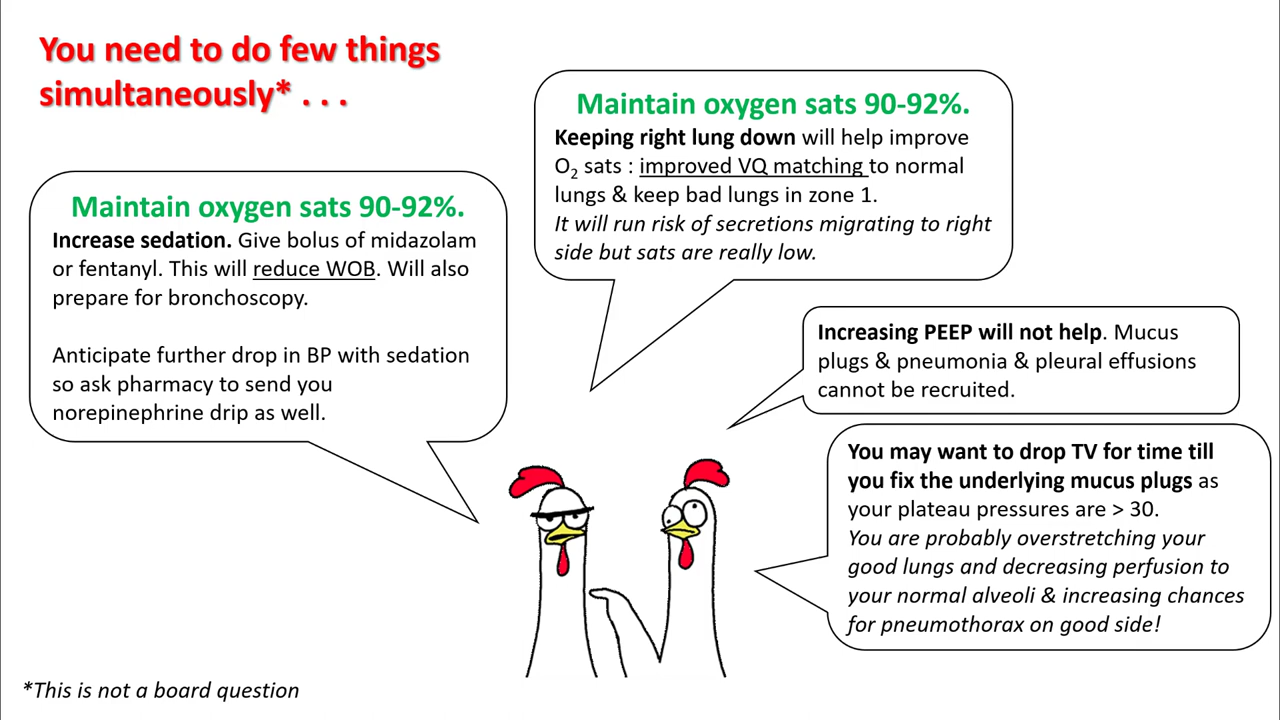 You need to do few things
simultaneously* . . .
Maintain oxygen sats 90-92%.
Increase sedation. Give bolus of midazolam
or fentanyl. This will reduce WOB. Will also
prepare for bronchoscopy.
Anticipate further drop in BP with sedation
so ask pharmacy to send you
norepinephrine drip as well.
Maintain oxygen sats 90-92%.
Keeping right lung down will help improve
O₂ sats : improved VQ matching to normal
lungs & keep bad lungs in zone 1.
It will run risk of secretions migrating to right
side but sats are really low.
Increasing PEEP will not help. Mucus
plugs & pneumonia & pleural effusions
cannot be recruited.
You may want to drop TV for time till
you fix the underlying mucus plugs as
your plateau pressures are > 30.
You are probably overstretching your
good lungs and decreasing perfusion to
your normal alveoli & increasing chances
for pneumothorax on good side!
*This is not a board question